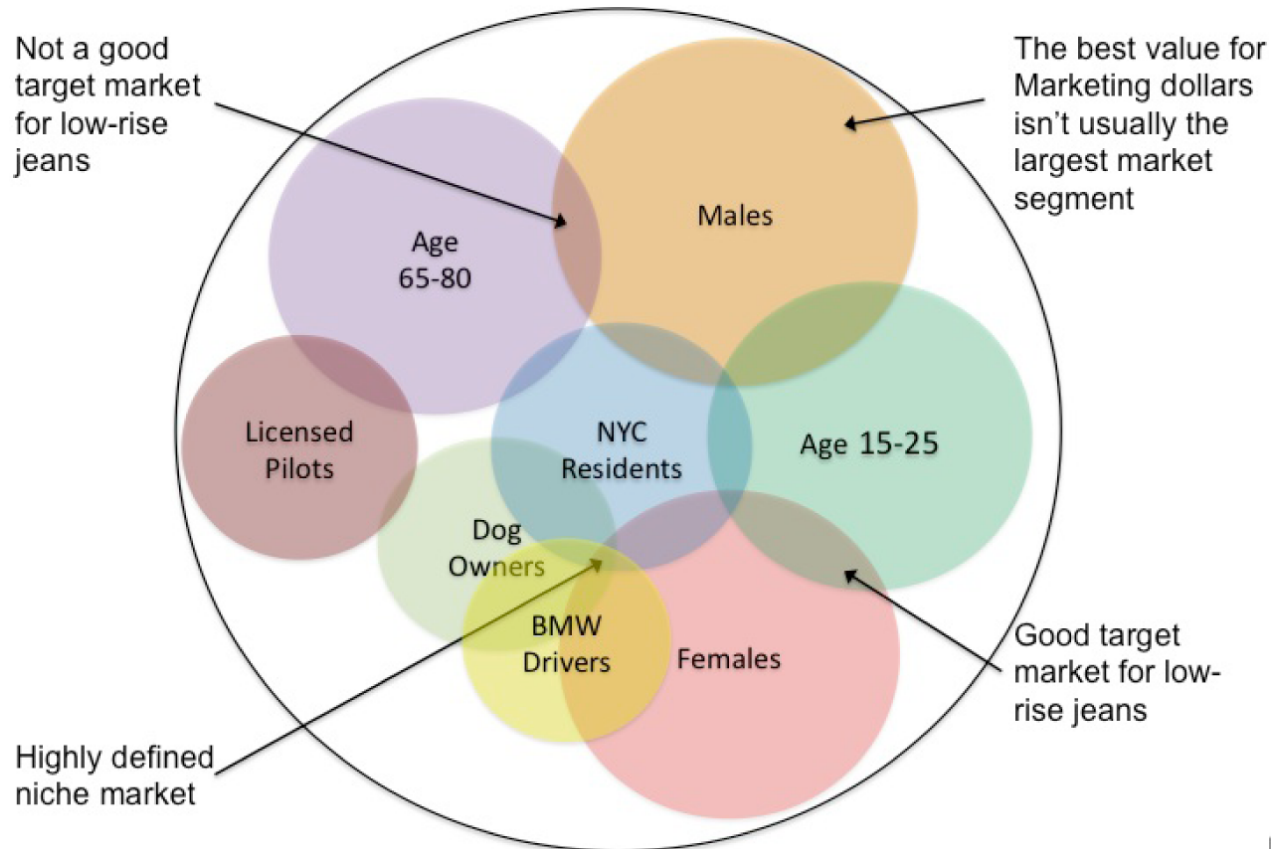 Not a good
target market
for low-rise
jeans
The best value for
Marketing dollars
isn't usually the
largest market
segment
Males
Age
65-80
Licensed
Pilots
NYC
Residents
Age 15-25
Dog
Owners
BMW
Drivers
Females
Good target
market for low-
rise jeans
Highly defined
niche market